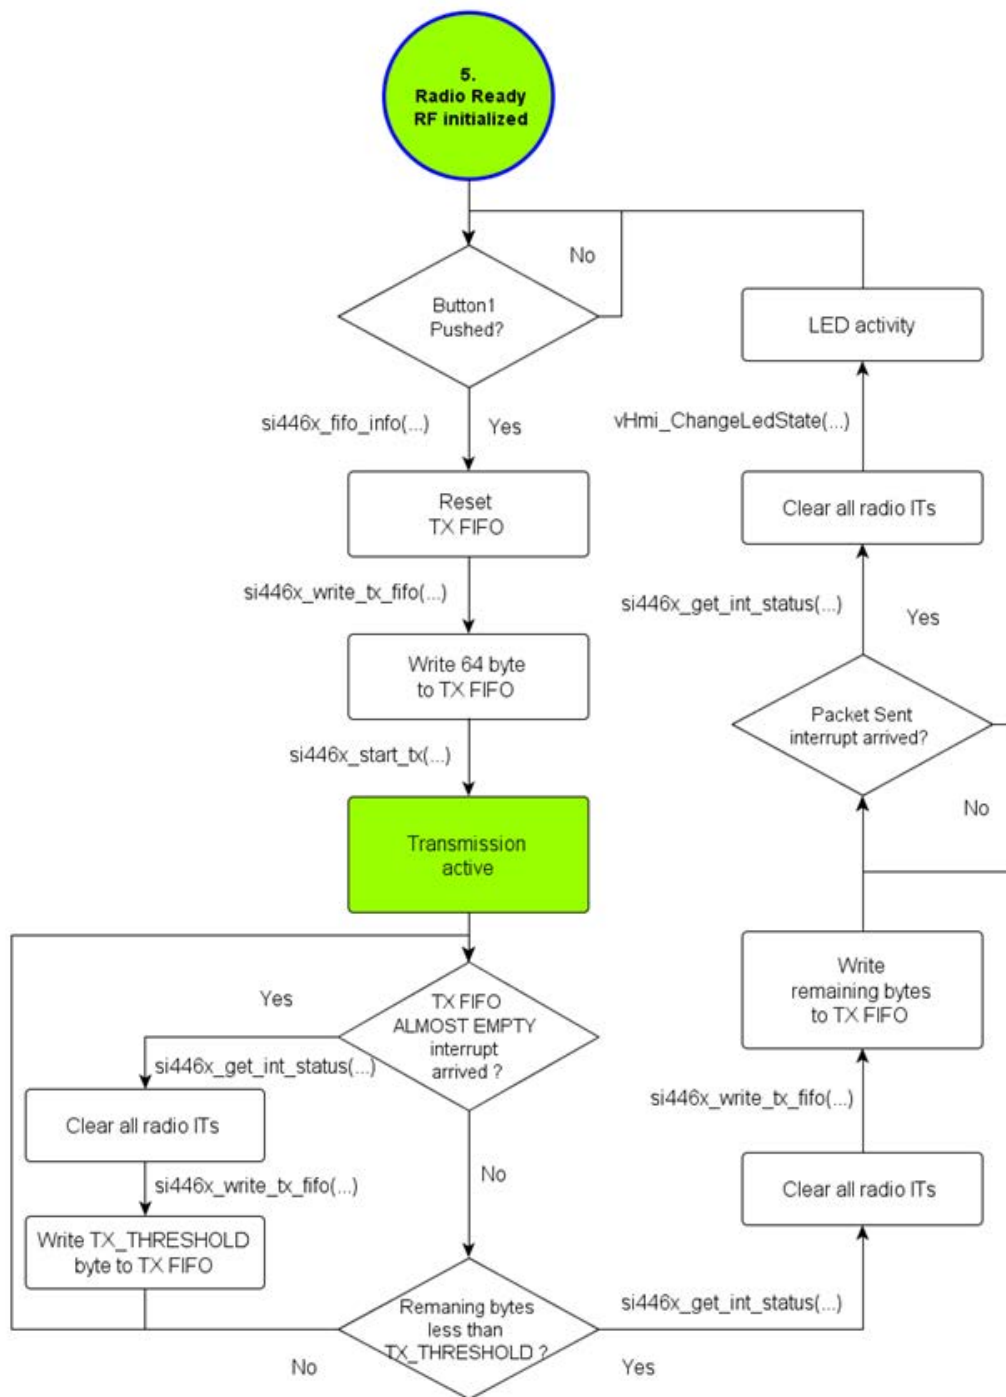 5.
Radio Ready
RF initialized
No
Button1
Pushed?
si446x_fifo_info(...)
Yes
Reset
TX FIFO
si446x_write_tx_fifo(...)
Write 64 byte
to TX FIFO
si446x_start_tx(...)
Transmission
active
TX FIFO
ALMOST EMPTY
interrupt
arrived ?
Yes
si446x_get_int_status(...)
Clear all radio ITs
si446x_write_tx_fifo(...)
Write TX_THRESHOLD
byte to TX FIFO
No
Remaning bytes
less than
TX_THRESHOLD ?
No
Yes
si446x_get_int_status(...)
Clear all radio ITs
si446x_write_tx_fifo(...)
Write
remaining bytes
to TX FIFO
No
Packet Sent
interrupt arrived?
Yes
si446x_get_int_status(...)
Clear all radio ITs
vHmi_ChangeLedState(...)
LED activity